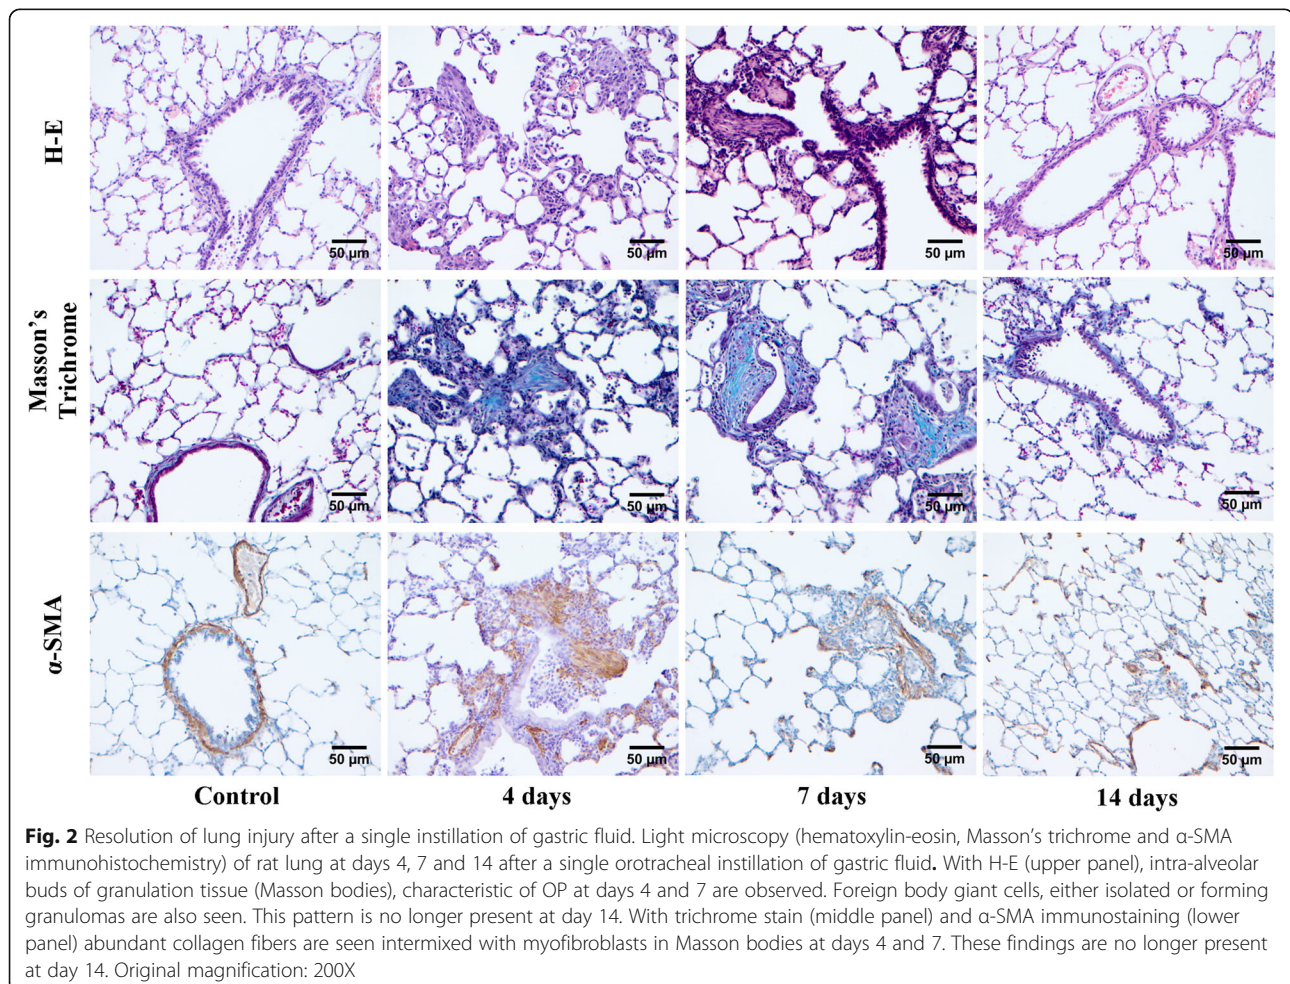 H-E
50 µm
50 µm
50 µm
50 µm
Masson's
Trichrome
50 µm
50 µm
50 µm
50 µm
α-SMA
50 µm
50 µm
50 µm
50 µm
Control
4 days
7 days
14 days
Fig. 2 Resolution of lung injury after a single instillation of gastric fluid. Light microscopy (hematoxylin-eosin, Masson's trichrome and α-SMA
immunohistochemistry) of rat lung at days 4, 7 and 14 after a single orotracheal instillation of gastric fluid. With H-E (upper panel), intra-alveolar
buds of granulation tissue (Masson bodies), characteristic of OP at days 4 and 7 are observed. Foreign body giant cells, either isolated or forming
granulomas are also seen. This pattern is no longer present at day 14. With trichrome stain (middle panel) and α-SMA immunostaining (lower
panel) abundant collagen fibers are seen intermixed with myofibroblasts in Masson bodies at days 4 and 7. These findings are no longer present
at day 14. Original magnification: 200X